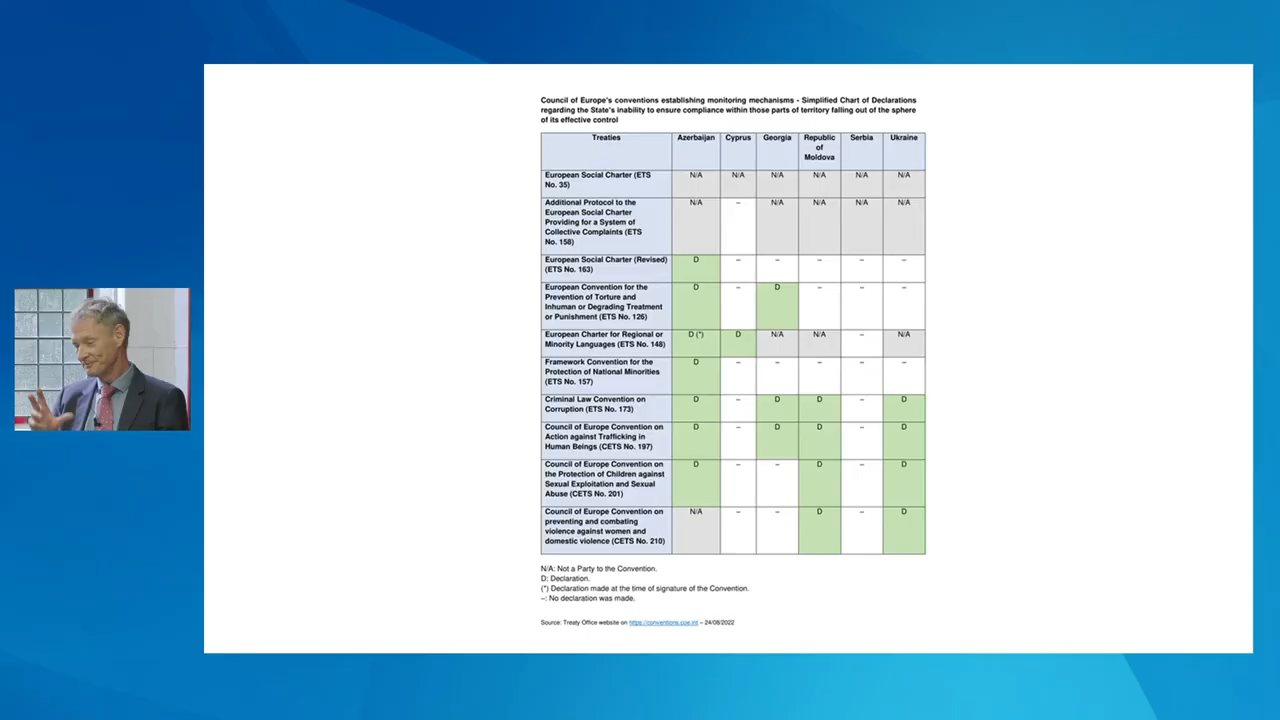 Council of Europe's conventions establishing monitoring mechanisms - Simplified Chart of Declarations
regarding the State's inability to ensure compliance within those parts of territory falling out of the sphere
of its effective control
Treaties Azerbaijan Cyprus Georgia Republic of Moldova Serbia Ukraine
European Social Charter (ETS N/A N/A N/A N/A N/A N/A
No. 35)
Additional Protocol to the N/A – N/A N/A N/A N/A
European Social Charter
Providing for a System of
Collective Complaints (ETS
No. 158)
European Social Charter (Revised) D – – – – –
(ETS No. 163)
European Convention for the D – D – – –
Prevention of Torture and
Inhuman or Degrading Treatment
or Punishment (ETS No. 126)
European Charter for Regional or D (*) D N/A N/A – N/A
Minority Languages (ETS No. 148)
Framework Convention for the D – – – – –
Protection of National Minorities
(ETS No. 157)
Criminal Law Convention on D – D D – D
Corruption (ETS No. 173)
Council of Europe Convention on D – D D – D
Action against Trafficking in
Human Beings (CETS No. 197)
Council of Europe Convention on D – – D – D
the Protection of Children against
Sexual Exploitation and Sexual
Abuse (CETS No. 201)
Council of Europe Convention on N/A – – D – D
preventing and combating
violence against women and
domestic violence (CETS No. 210)
N/A: Not a Party to the Convention.
D: Declaration.
(*) Declaration made at the time of signature of the Convention.
–: No declaration was made.
Source: Treaty Office website on https://conventions.coe.int – 24/08/2022